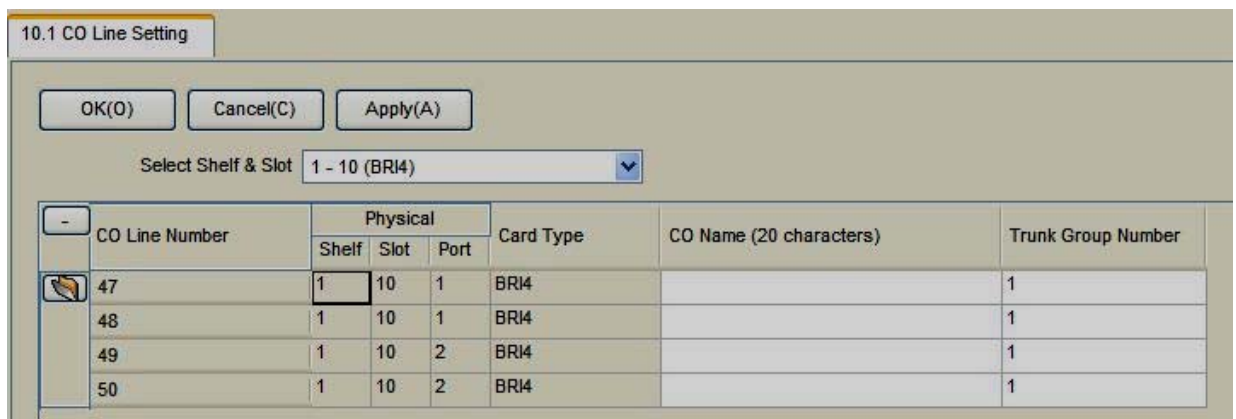 10.1 CO Line Setting
OK(O) Cancel(C) Apply(A)
Select Shelf & Slot 1 - 10 (BRI4)
- CO Line Number Physical Card Type CO Name (20 characters) Trunk Group Number
Shelf Slot Port
47 1 10 1 BRI4 1
48 1 10 1 BRI4 1
49 1 10 2 BRI4 1
50 1 10 2 BRI4 1